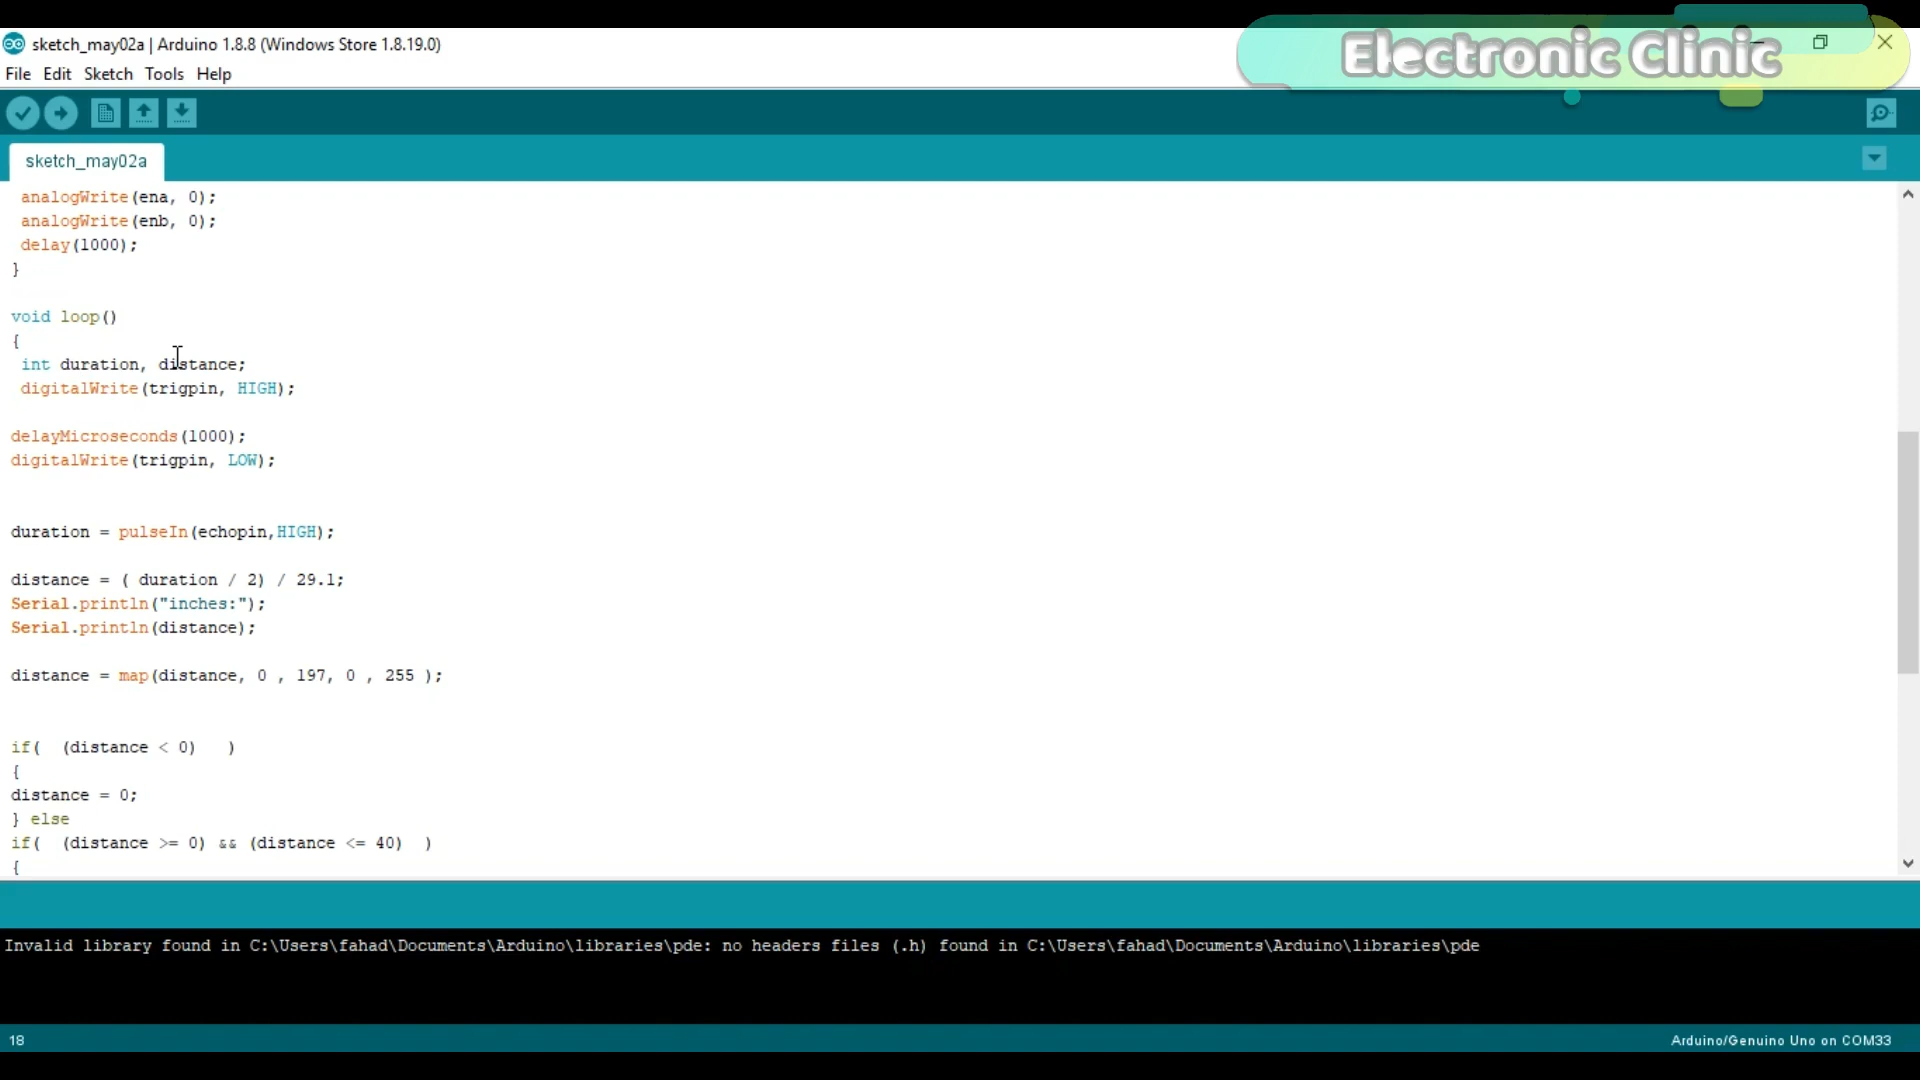 Electronic Clinic
sketch_may02a | Arduino 1.8.8 (Windows Store 1.8.19.0)
File Edit Sketch Tools Help
sketch_may02a
analogWrite(ena, 0);
analogWrite(enb, 0);
delay(1000);
}
void loop()
{
int duration, distance;
digitalWrite(trigpin, HIGH);
delayMicroseconds(1000);
digitalWrite(trigpin, LOW);
duration = pulseIn(echopin,HIGH);
distance = ( duration / 2) / 29.1;
Serial.println("inches:");
Serial.println(distance);
distance = map(distance, 0 , 197, 0 , 255 );
if(  (distance < 0)   )
{
distance = 0;
} else
if(  (distance >= 0) && (distance <= 40)  )
{
Invalid library found in C:\Users\fahad\Documents\Arduino\libraries\pde: no headers files (.h) found in C:\Users\fahad\Documents\Arduino\libraries\pde
18
Arduino/Genuino Uno on COM33